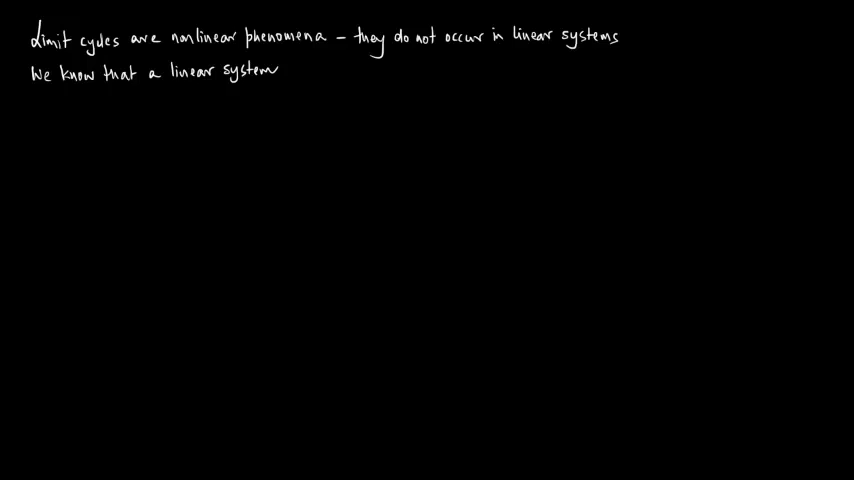 Limit cycles are nonlinear phenomena – they do not occur in linear systems
We know that a linear system